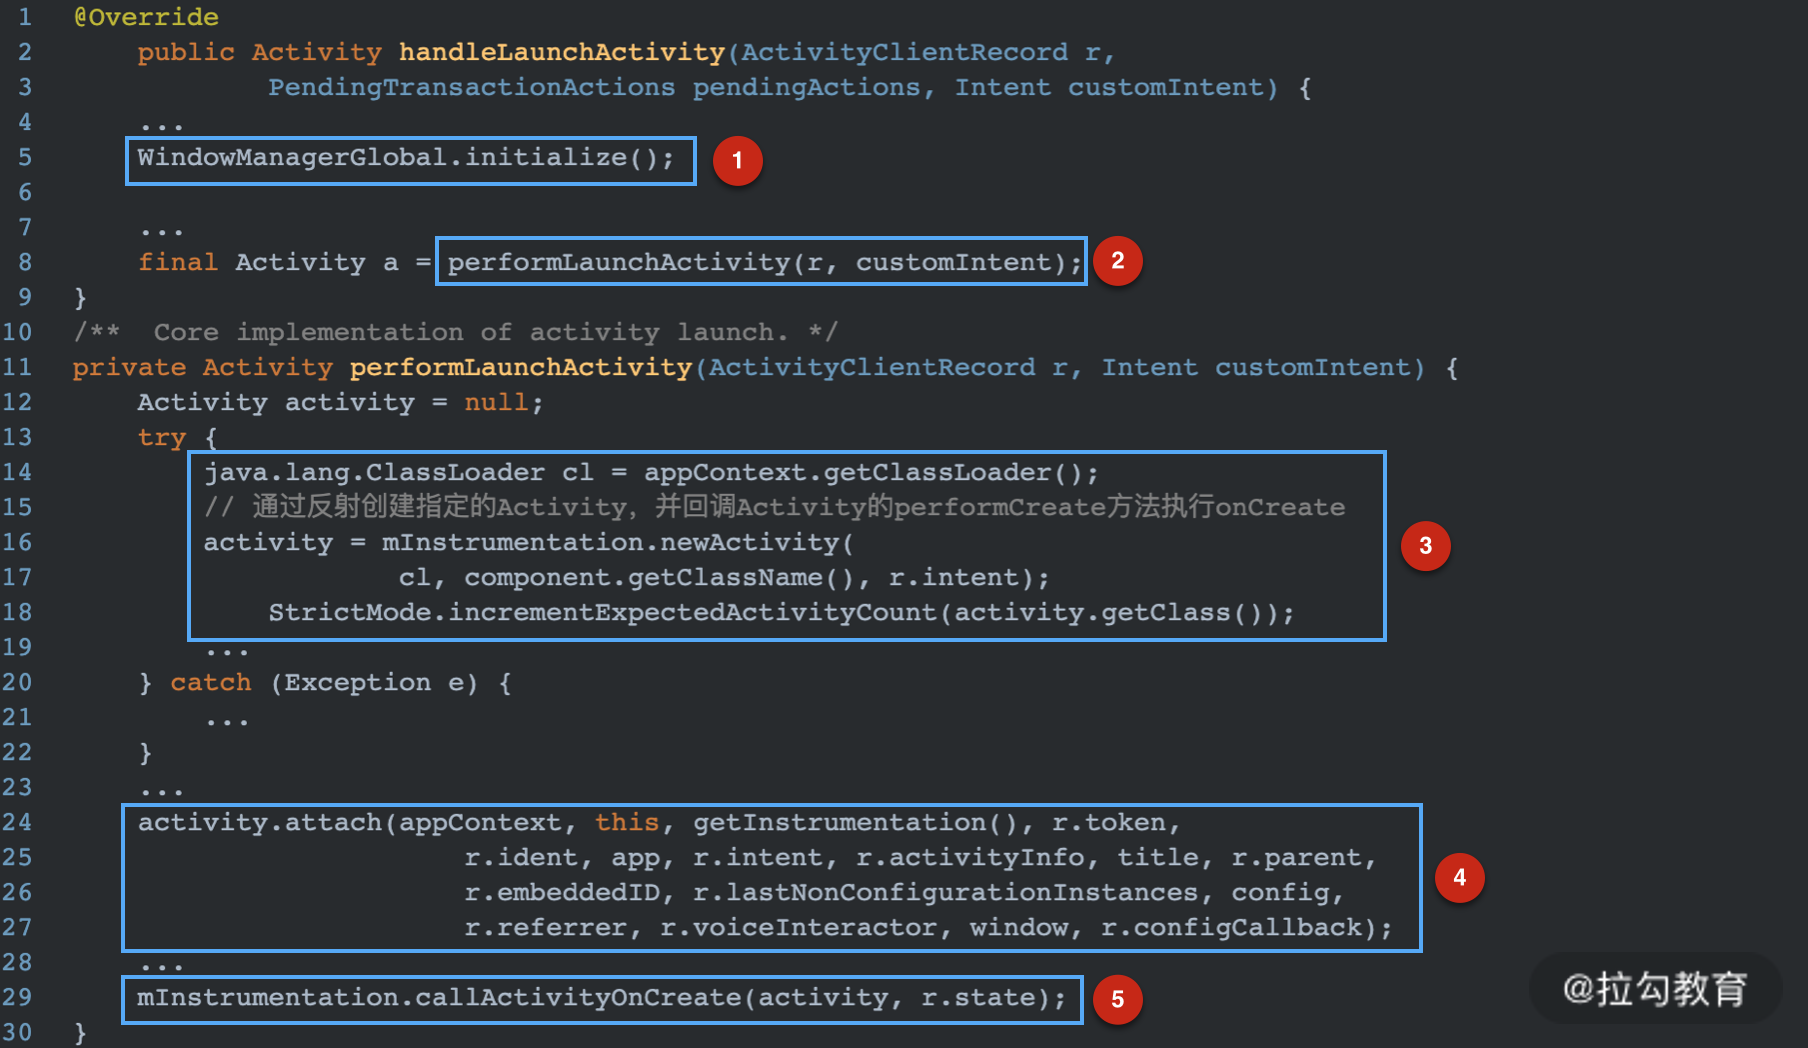 1 @Override
2 public Activity handleLaunchActivity(ActivityClientRecord r,
3 PendingTransactionActions pendingActions, Intent customIntent) {
4 ...
5 WindowManagerGlobal.initialize(); 1
6
7 ...
8 final Activity a = performLaunchActivity(r, customIntent); 2
9 }
10 /** Core implementation of activity launch. */
11 private Activity performLaunchActivity(ActivityClientRecord r, Intent customIntent) {
12 Activity activity = null;
13 try {
14 java.lang.ClassLoader cl = appContext.getClassLoader();
15 // 通过反射创建指定的Activity，并回调Activity的performCreate方法执行onCreate
16 activity = mInstrumentation.newActivity( 3
17 cl, component.getClassName(), r.intent);
18 StrictMode.incrementExpectedActivityCount(activity.getClass());
19 ...
20 } catch (Exception e) {
21 ...
22 }
23 ...
24 activity.attach(appContext, this, getInstrumentation(), r.token,
25 r.ident, app, r.intent, r.activityInfo, title, r.parent, 4
26 r.embeddedID, r.lastNonConfigurationInstances, config,
27 r.referrer, r.voiceInteractor, window, r.configCallback);
28 ...
29 mInstrumentation.callActivityOnCreate(activity, r.state); 5
30 }
@拉勾教育